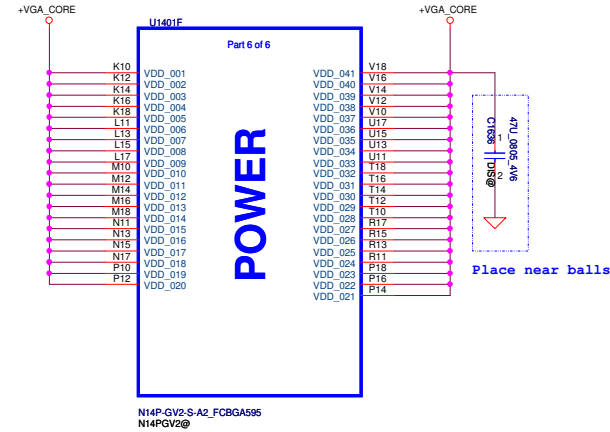 +VGA_CORE
+VGA_CORE
U1401F
Part 6 of 6
K10 VDD_001
K12 VDD_002
K14 VDD_003
K16 VDD_004
K18 VDD_005
L11 VDD_006
L13 VDD_007
L15 VDD_008
L17 VDD_009
M10 VDD_010
M12 VDD_011
M14 VDD_012
M16 VDD_013
M18 VDD_014
N11 VDD_015
N13 VDD_016
N15 VDD_017
N17 VDD_018
P10 VDD_019
P12 VDD_020
POWER
VDD_041 V18
VDD_040 V16
VDD_039 V14
VDD_038 V12
VDD_037 V10
VDD_036 U17
VDD_035 U15
VDD_034 U13
VDD_033 U11
VDD_032 T18
VDD_031 T16
VDD_030 T14
VDD_029 T12
VDD_028 T10
VDD_027 R17
VDD_026 R15
VDD_025 R13
VDD_024 R11
VDD_023 P18
VDD_022 P16
VDD_021 P14
47U_0805_4V6
1
2
DIS@
Place near balls
N14P-GV2-S-A2_FCBGA595
N14PGV2@